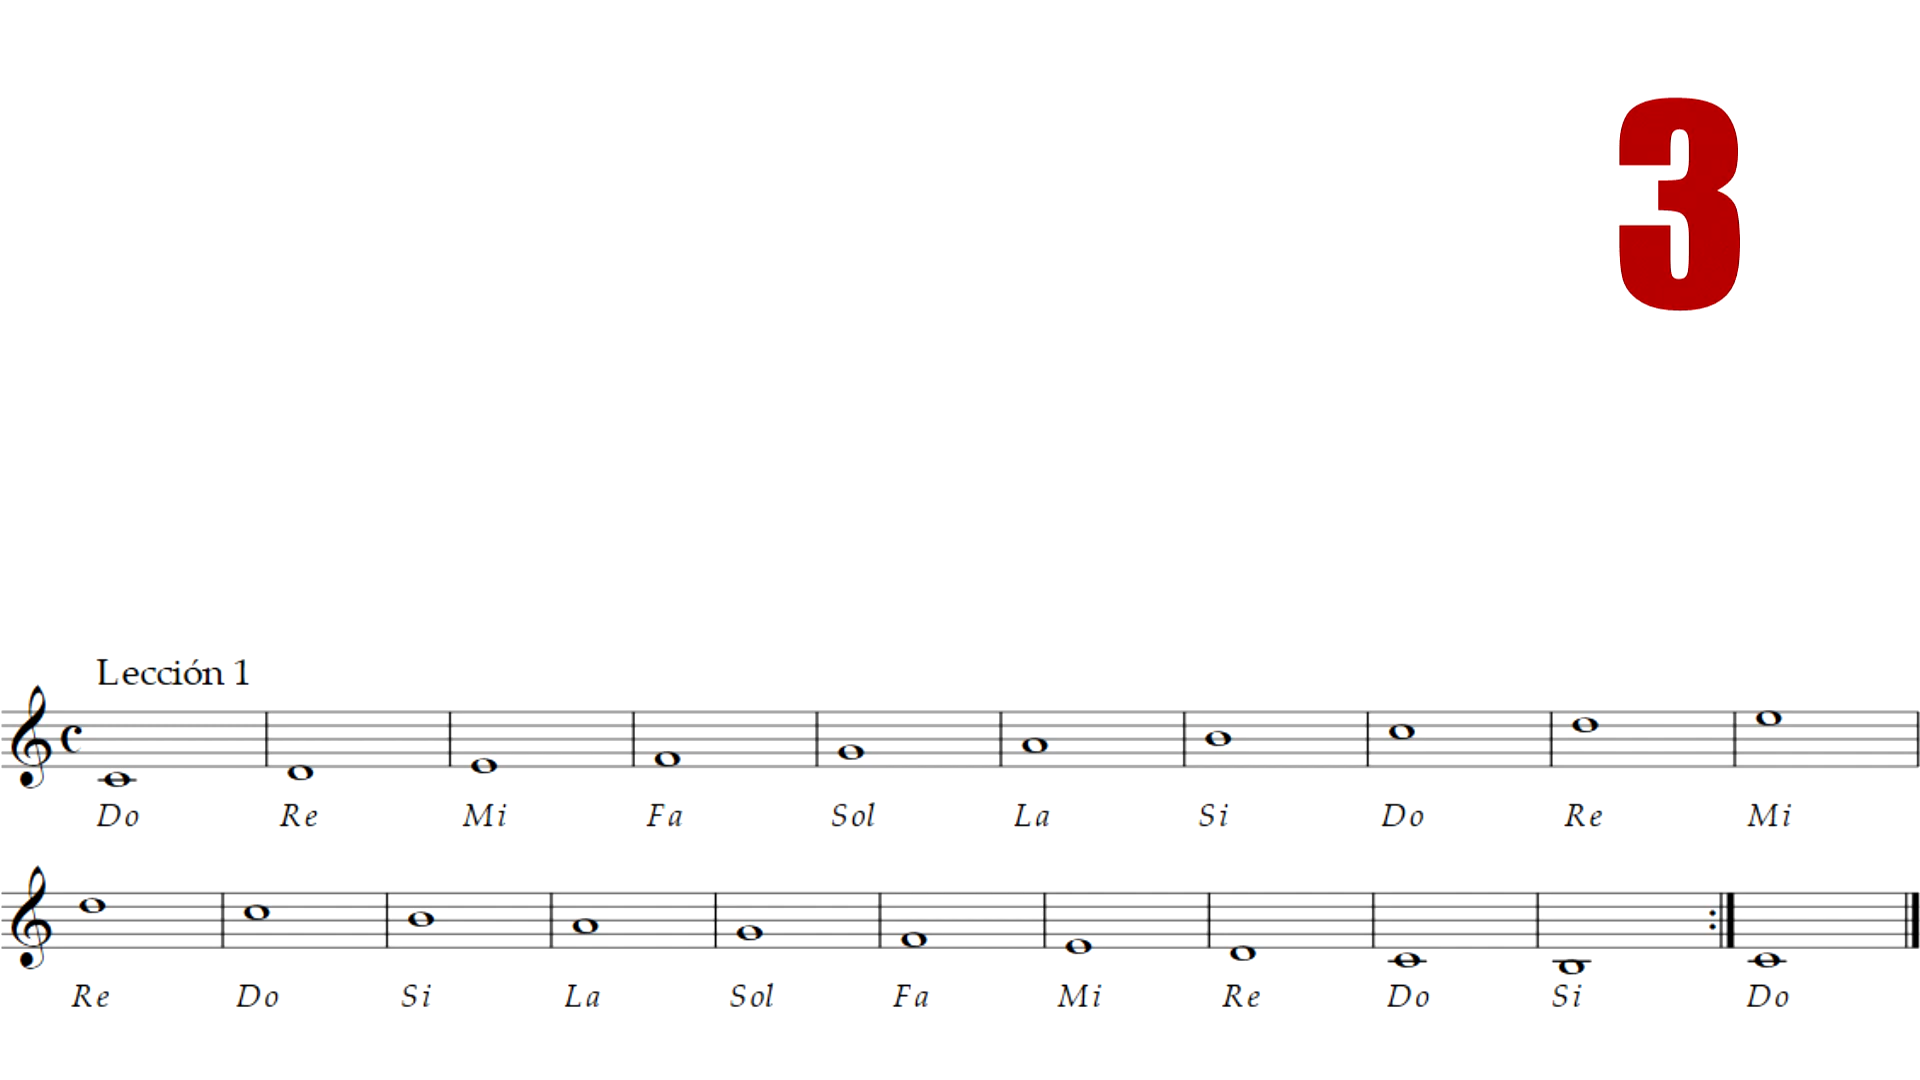 3
Lección 1
Do Re Mi Fa Sol La Si Do Re Mi
Re Do Si La Sol Fa Mi Re Do Si Do